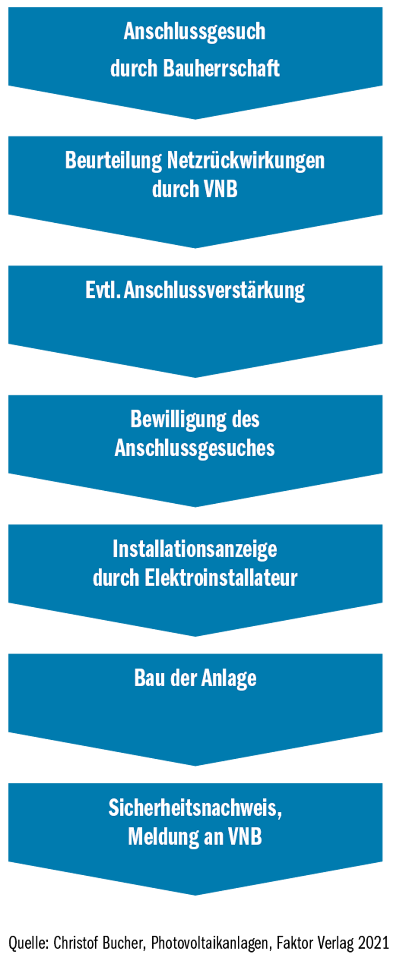 Anschlussgesuch
durch Bauherrschaft
Beurteilung Netzrückwirkungen
durch VNB
Evtl. Anschlussverstärkung
Bewilligung des
Anschlussgesuches
Installationsanzeige
durch Elektroinstallateur
Bau der Anlage
Sicherheitsnachweis,
Meldung an VNB
Quelle: Christof Bucher, Photovoltaikanlagen, Faktor Verlag 2021